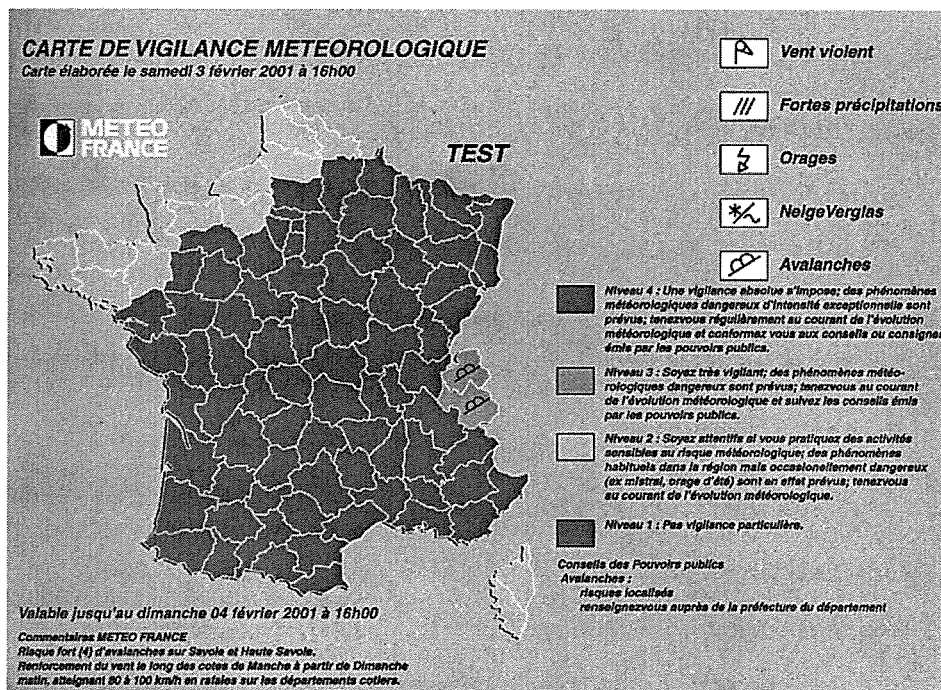 CARTE DE VIGILANCE METEOROLOGIQUE
Carte élaborée le samedi 3 février 2001 à 16h00
METEO
FRANCE
TEST
Vent violent
Fortes précipitations
Orages
NeigeVerglas
Avalanches
Niveau 4 : Une vigilance absolue s'impose; des phénomènes
météorologiques dangereux d'intensité exceptionnelle sont
prévus; tenezvous régulièrement au courant de l'évolution
météorologique et conformez vous aux conseils ou consignes
émis par les pouvoirs publics.
Niveau 3 : Soyez très vigilant; des phénomènes météo-
rologiques dangereux sont prévus; tenezvous au courant
de l'évolution météorologique et suivez les conseils émis
par les pouvoirs publics.
Niveau 2 : Soyez attentifs si vous pratiquez des activités
sensibles au risque météorologique; des phénomènes
habituels dans la région mais occasionellement dangereux
(ex mistral, orage d'été) sont en effet prévus; tenezvous
au courant de l'évolution météorologique.
Niveau 1 : Pas vigilance particulière.
Conseils des Pouvoirs publics
Avalanches :
risques localisés
renseignezvous auprès de la préfecture du département
Valable jusqu'au dimanche 04 février 2001 à 16h00
Commentaires METEO FRANCE
Risque fort (4) d'avalanches sur Savoie et Haute Savoie.
Renforcement du vent le long des cotes de Manche à partir de Dimanche
matin, atteignant 80 à 100 km/h en rafales sur les départements cotiers.